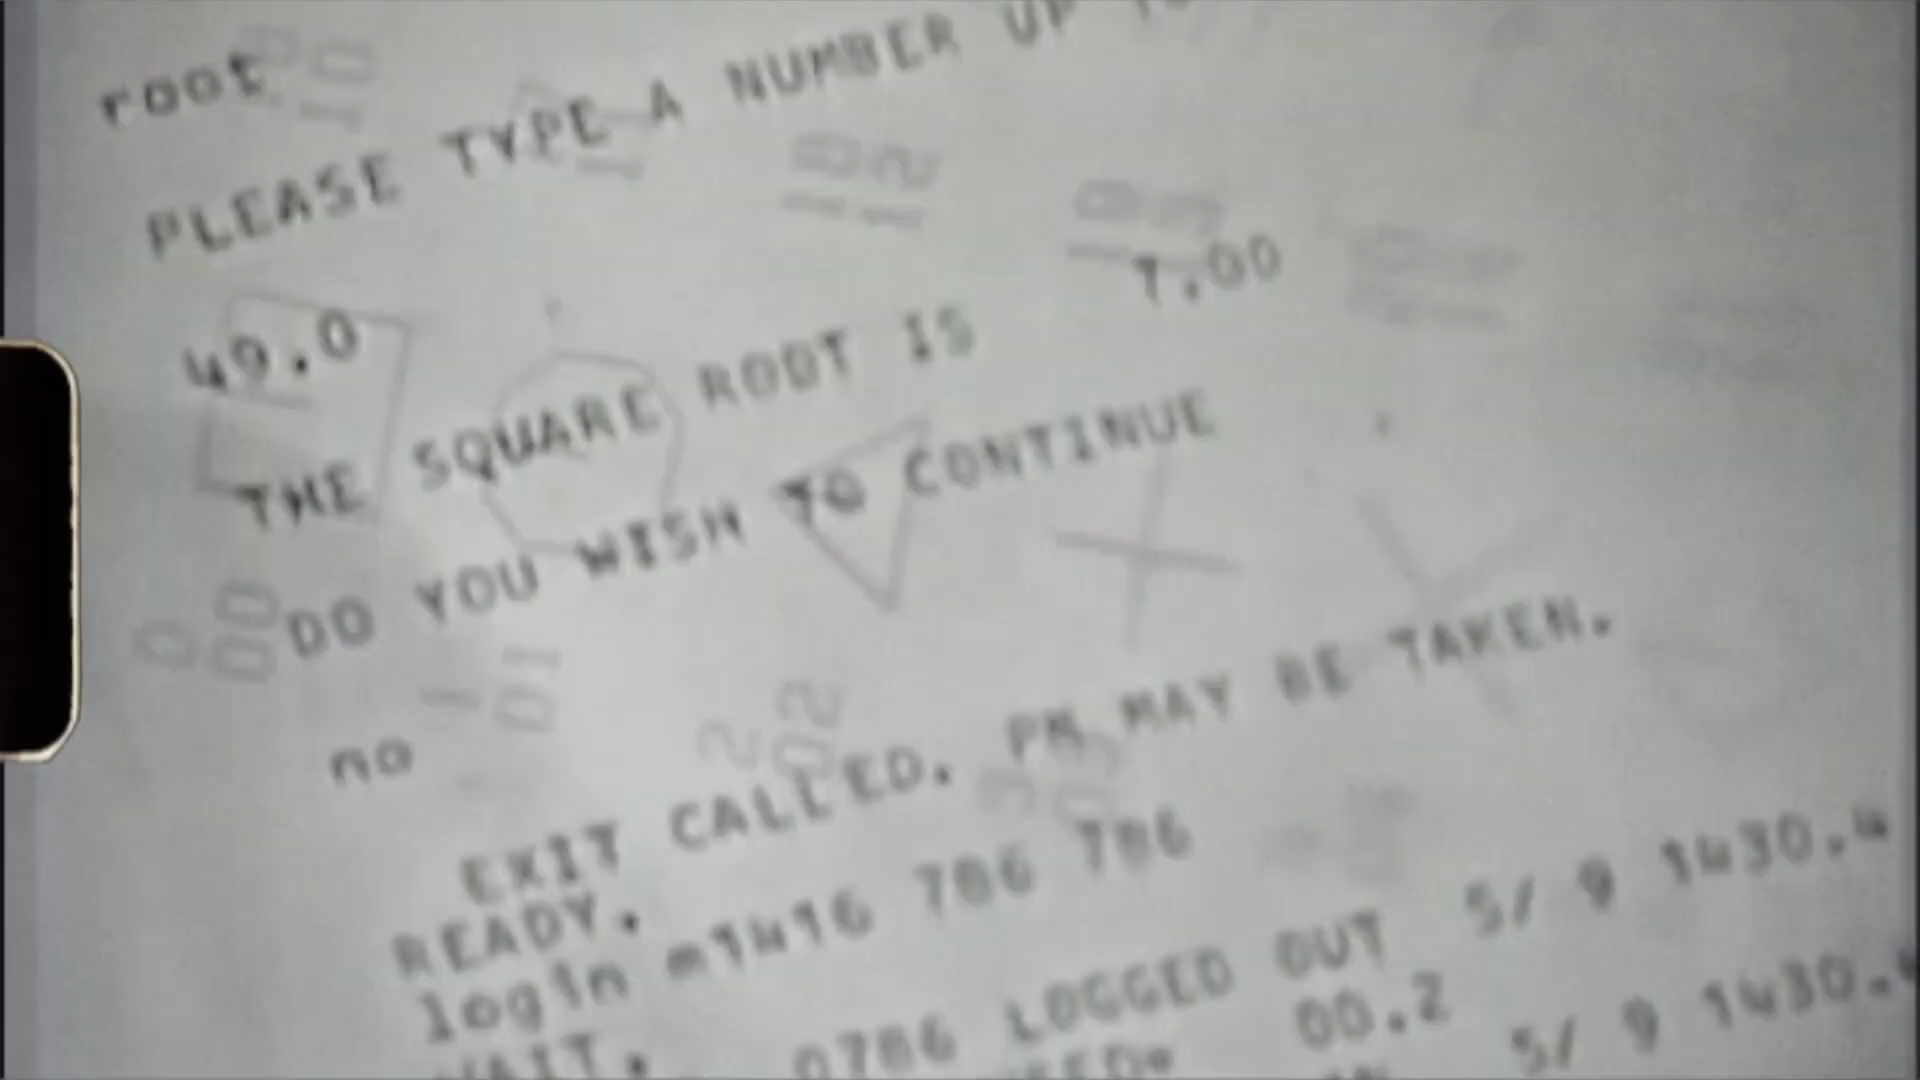 root
PLEASE TYPE A NUMBER UP
49.0
THE SQUARE ROOT IS 7.00
DO YOU WISH TO CONTINUE
no
EXIT CALLED. PM MAY BE TAKEN.
READY.
login m1416 786 786
WAIT. 0786 LOGGED OUT 5/ 9 1430.4
00.2
5/ 9 1430.4